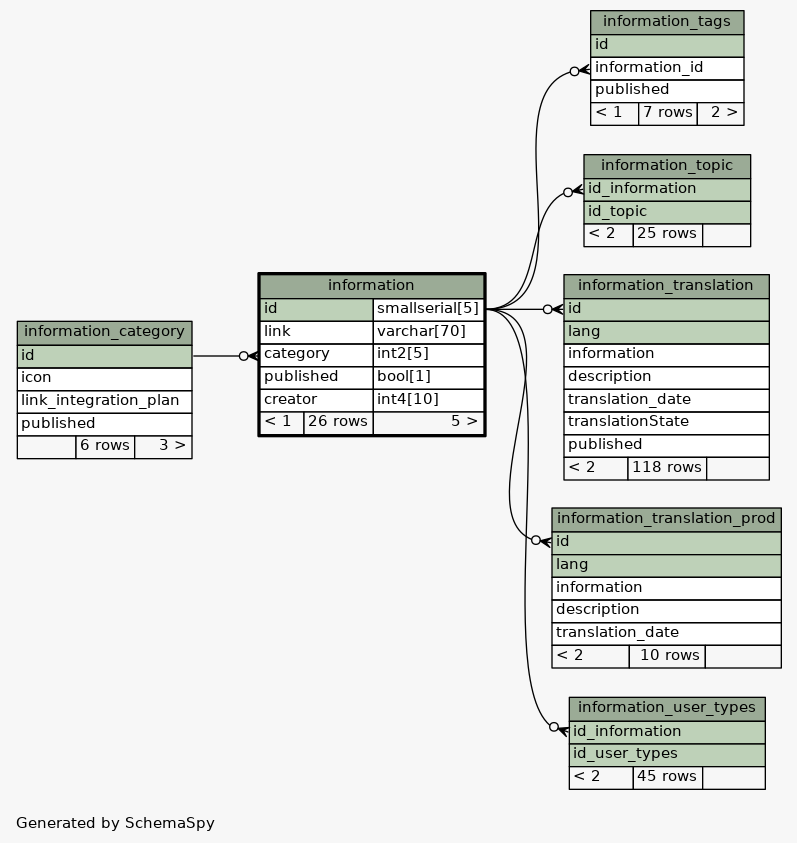 information_tags
id
information_id
published
< 1 7 rows 2 >
information_topic
id_information
id_topic
< 2 25 rows
information
id smallserial[5]
link varchar[70]
category int2[5]
published bool[1]
creator int4[10]
< 1 26 rows 5 >
information_translation
id
lang
information
description
translation_date
translationState
published
< 2 118 rows
information_category
id
icon
link_integration_plan
published
6 rows 3 >
information_translation_prod
id
lang
information
description
translation_date
< 2 10 rows
information_user_types
id_information
id_user_types
< 2 45 rows
Generated by SchemaSpy